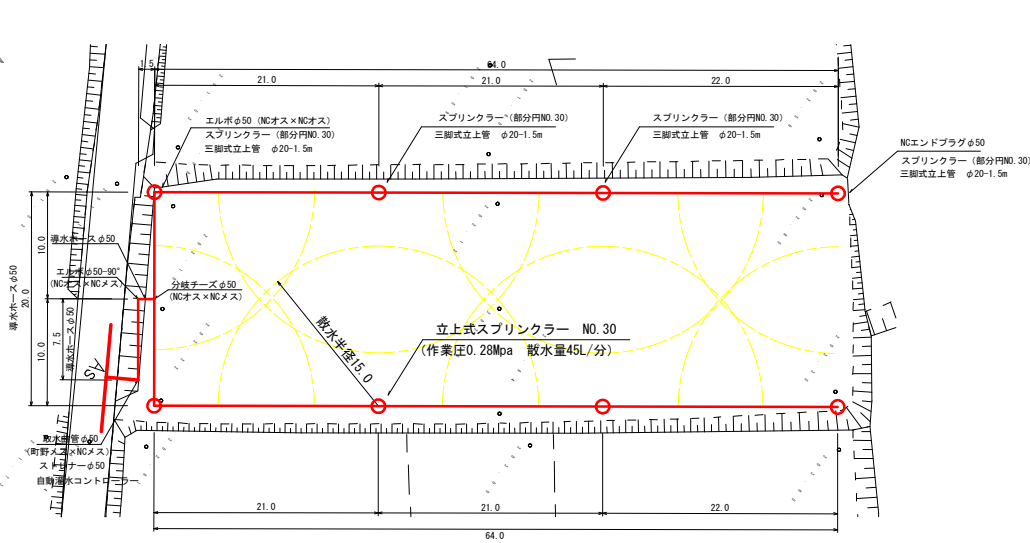 64.0
1.5
21.0
21.0
22.0
エルボφ50（NCオス×NCオス）
スプリンクラー（部分円NO.30）
三脚式立上管　φ20-1.5m
スプリンクラー（部分円NO.30）
三脚式立上管　φ20-1.5m
スプリンクラー（部分円NO.30）
三脚式立上管　φ20-1.5m
NCエンドプラグφ50
スプリンクラー（部分円NO.30）
三脚式立上管　φ20-1.5m
導水ホースφ50
20.0
10.0
10.0
導水ホースφ50
エルボφ50-90°
（NCオス×NCメス）
分岐チーズφ50
（NCオス×NCメス）
7.5
導水ホースφ50
散水半径15.0
立上式スプリンクラー　NO.30
（作業圧0.28Mpa　散水量45L/分）
AS
取水曲管φ50
（町野メス×NCメス）
ストレーナーφ50
自動灌水コントローラー
21.0
21.0
22.0
64.0